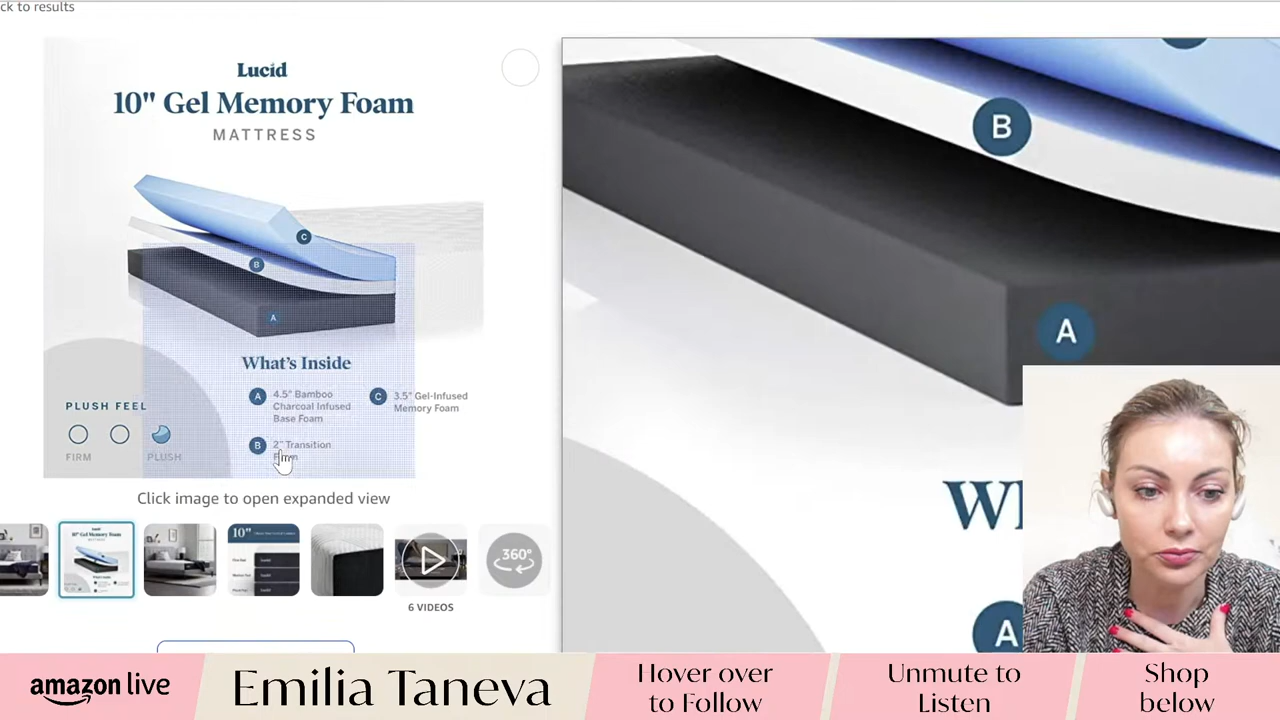 ck to results
Lucid
10" Gel Memory Foam
MATTRESS
C
B
A
What's Inside
A 4.5" Bamboo
Charcoal Infused
Base Foam
C 3.5" Gel-Infused
Memory Foam
B 2" Transition
PLUSH FEEL
FIRM
PLUSH
Click image to open expanded view
10"
360°
6 VIDEOS
B
A
A
amazon live
Emilia Taneva
Hover over
to Follow
Unmute to
Listen
Shop
below